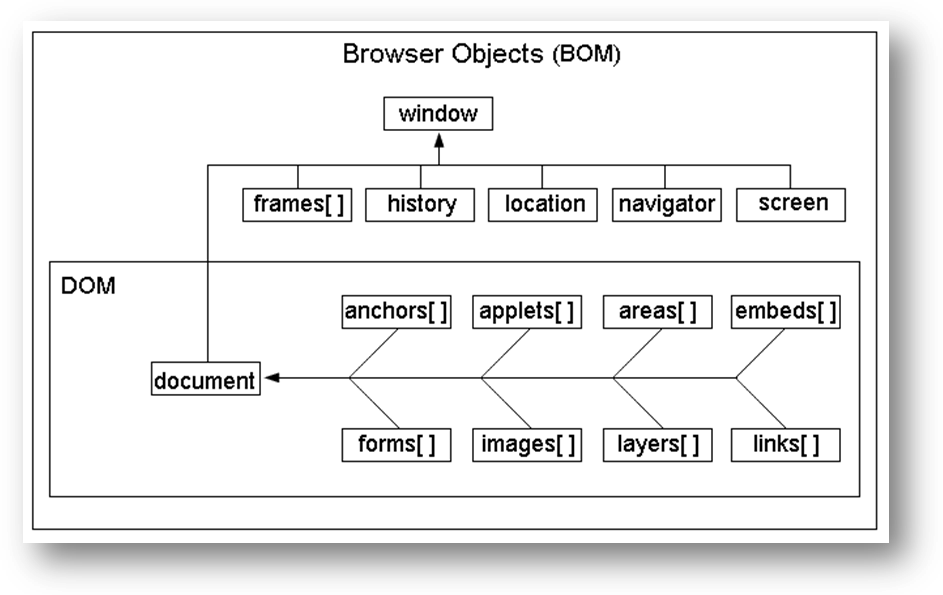 Browser Objects (BOM)
window
frames[ ]
history
location
navigator
screen
DOM
anchors[ ]
applets[ ]
areas[ ]
embeds[ ]
document
forms[ ]
images[ ]
layers[ ]
links[ ]